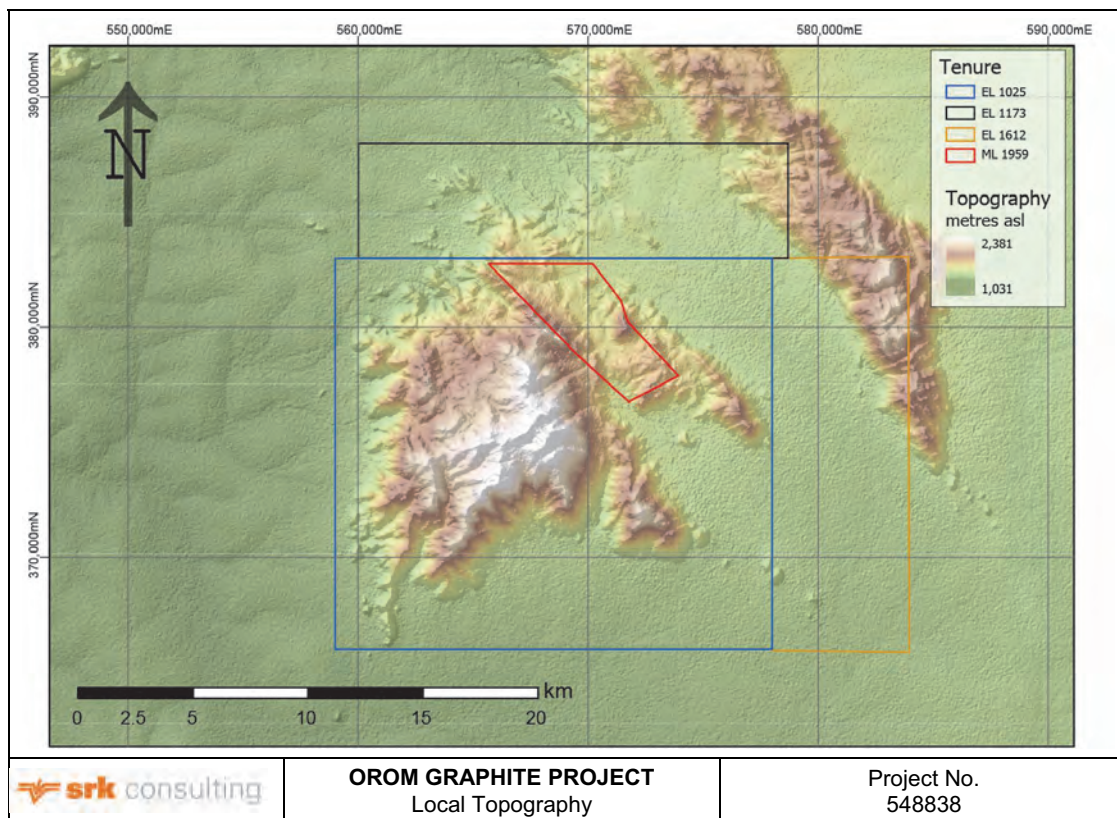 550,000mE
560,000mE
570,000mE
580,000mE
590,000mE
390,000mN
380,000mN
370,000mN
N
Tenure
EL 1025
EL 1173
EL 1612
ML 1959
Topography
metres asl
2,381
1,031
km
0 2.5 5 10 15 20
srk consulting
OROM GRAPHITE PROJECT
Local Topography
Project No.
548838